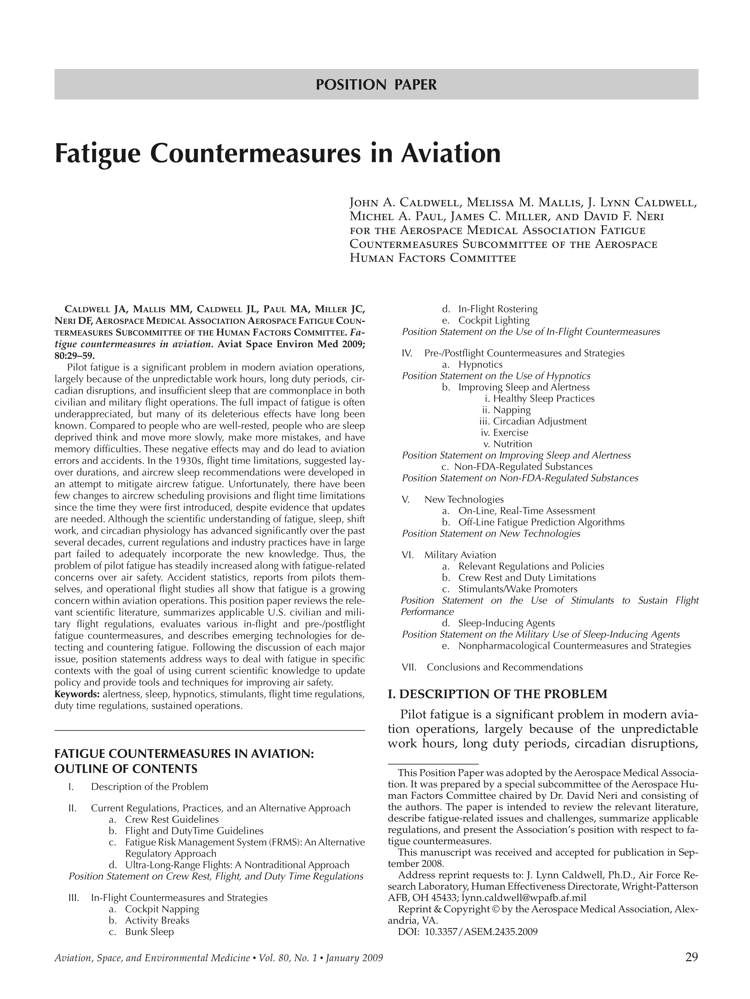 POSITION PAPER
Fatigue Countermeasures in Aviation
John A. Caldwell, Melissa M. Mallis, J. Lynn Caldwell,
Michel A. Paul, James C. Miller, and David F. Neri
for the Aerospace Medical Association Fatigue
Countermeasures Subcommittee of the Aerospace
Human Factors Committee
Caldwell JA, Mallis MM, Caldwell JL, Paul MA, Miller JC,
Neri DF, Aerospace Medical Association Aerospace Fatigue Coun-
termeasures Subcommittee of the Human Factors Committee. Fa-
tigue countermeasures in aviation. Aviat Space Environ Med 2009;
80:29–59.
Pilot fatigue is a significant problem in modern aviation operations,
largely because of the unpredictable work hours, long duty periods, cir-
cadian disruptions, and insufficient sleep that are commonplace in both
civilian and military flight operations. The full impact of fatigue is often
underappreciated, but many of its deleterious effects have long been
known. Compared to people who are well-rested, people who are sleep
deprived think and move more slowly, make more mistakes, and have
memory difficulties. These negative effects may and do lead to aviation
errors and accidents. In the 1930s, flight time limitations, suggested lay-
over durations, and aircrew sleep recommendations were developed in
an attempt to mitigate aircrew fatigue. Unfortunately, there have been
few changes to aircrew scheduling provisions and flight time limitations
since the time they were first introduced, despite evidence that updates
are needed. Although the scientific understanding of fatigue, sleep, shift
work, and circadian physiology has advanced significantly over the past
several decades, current regulations and industry practices have in large
part failed to adequately incorporate the new knowledge. Thus, the
problem of pilot fatigue has steadily increased along with fatigue-related
concerns over air safety. Accident statistics, reports from pilots them-
selves, and operational flight studies all show that fatigue is a growing
concern within aviation operations. This position paper reviews the rele-
vant scientific literature, summarizes applicable U.S. civilian and mili-
tary flight regulations, evaluates various in-flight and pre-/postflight
fatigue countermeasures, and describes emerging technologies for de-
tecting and countering fatigue. Following the discussion of each major
issue, position statements address ways to deal with fatigue in specific
contexts with the goal of using current scientific knowledge to update
policy and provide tools and techniques for improving air safety.
Keywords: alertness, sleep, hypnotics, stimulants, flight time regulations,
duty time regulations, sustained operations.
FATIGUE COUNTERMEASURES IN AVIATION:
OUTLINE OF CONTENTS
I. Description of the Problem
II. Current Regulations, Practices, and an Alternative Approach
a. Crew Rest Guidelines
b. Flight and DutyTime Guidelines
c. Fatigue Risk Management System (FRMS): An Alternative
Regulatory Approach
d. Ultra-Long-Range Flights: A Nontraditional Approach
Position Statement on Crew Rest, Flight, and Duty Time Regulations
III. In-Flight Countermeasures and Strategies
a. Cockpit Napping
b. Activity Breaks
c. Bunk Sleep
d. In-Flight Rostering
e. Cockpit Lighting
Position Statement on the Use of In-Flight Countermeasures
IV. Pre-/Postflight Countermeasures and Strategies
a. Hypnotics
Position Statement on the Use of Hypnotics
b. Improving Sleep and Alertness
i. Healthy Sleep Practices
ii. Napping
iii. Circadian Adjustment
iv. Exercise
v. Nutrition
Position Statement on Improving Sleep and Alertness
c. Non-FDA-Regulated Substances
Position Statement on Non-FDA-Regulated Substances
V. New Technologies
a. On-Line, Real-Time Assessment
b. Off-Line Fatigue Prediction Algorithms
Position Statement on New Technologies
VI. Military Aviation
a. Relevant Regulations and Policies
b. Crew Rest and Duty Limitations
c. Stimulants/Wake Promoters
Position Statement on the Use of Stimulants to Sustain Flight
Performance
d. Sleep-Inducing Agents
Position Statement on the Military Use of Sleep-Inducing Agents
e. Nonpharmacological Countermeasures and Strategies
VII. Conclusions and Recommendations
I. DESCRIPTION OF THE PROBLEM
Pilot fatigue is a significant problem in modern avia-
tion operations, largely because of the unpredictable
work hours, long duty periods, circadian disruptions,
This Position Paper was adopted by the Aerospace Medical Associa-
tion. It was prepared by a special subcommittee of the Aerospace Hu-
man Factors Committee chaired by Dr. David Neri and consisting of
the authors. The paper is intended to review the relevant literature,
describe fatigue-related issues and challenges, summarize applicable
regulations, and present the Association's position with respect to fa-
tigue countermeasures.
This manuscript was received and accepted for publication in Sep-
tember 2008.
Address reprint requests to: J. Lynn Caldwell, Ph.D., Air Force Re-
search Laboratory, Human Effectiveness Directorate, Wright-Patterson
AFB, OH 45433; lynn.caldwell@wpafb.af.mil
Reprint & Copyright © by the Aerospace Medical Association, Alex-
andria, VA.
DOI: 10.3357/ASEM.2435.2009
Aviation, Space, and Environmental Medicine • Vol. 80, No. 1 • January 2009
29